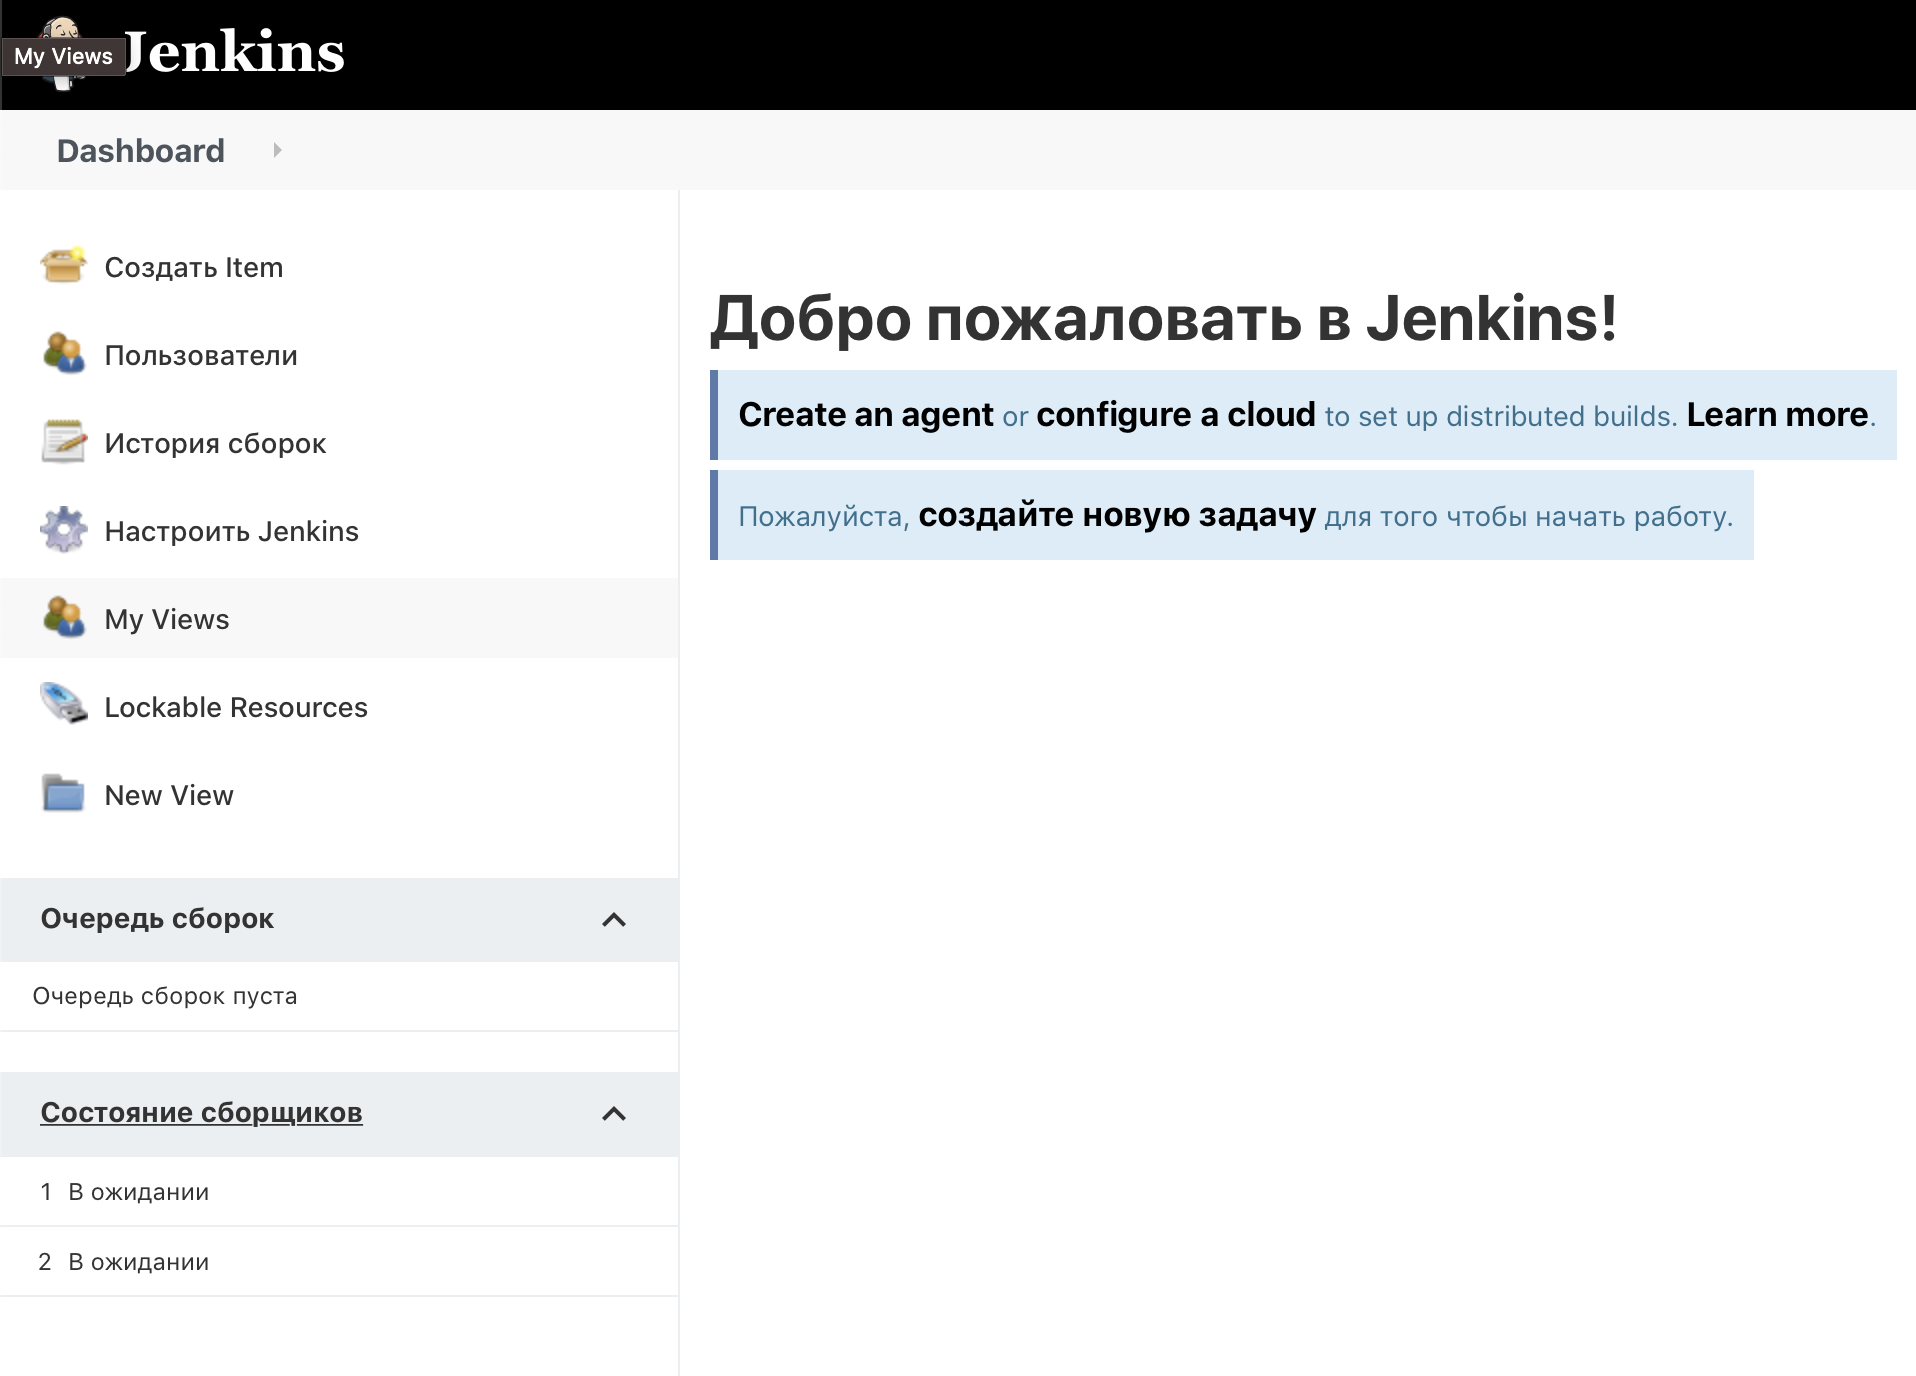 My Views
Jenkins
Dashboard
Создать Item
Пользователи
История сборок
Настроить Jenkins
My Views
Lockable Resources
New View
Очередь сборок
Очередь сборок пуста
Состояние сборщиков
1 В ожидании
2 В ожидании
Добро пожаловать в Jenkins!
Create an agent or configure a cloud to set up distributed builds. Learn more.
Пожалуйста, создайте новую задачу для того чтобы начать работу.